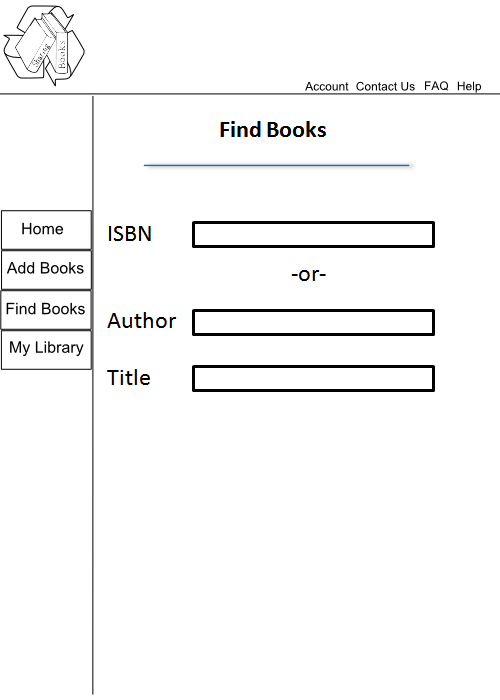 Sharing
Books
Account Contact Us FAQ Help
Find Books
Home
Add Books
Find Books
My Library
ISBN
-or-
Author
Title